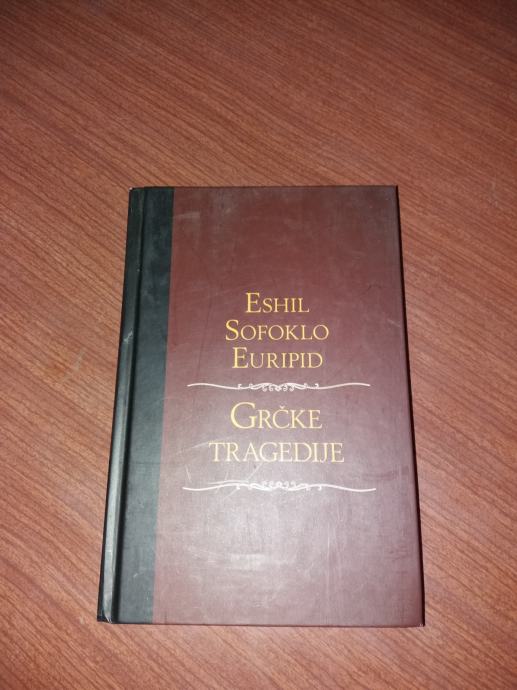 Eshil
Sofoklo
Euripid
Grčke
tragedije